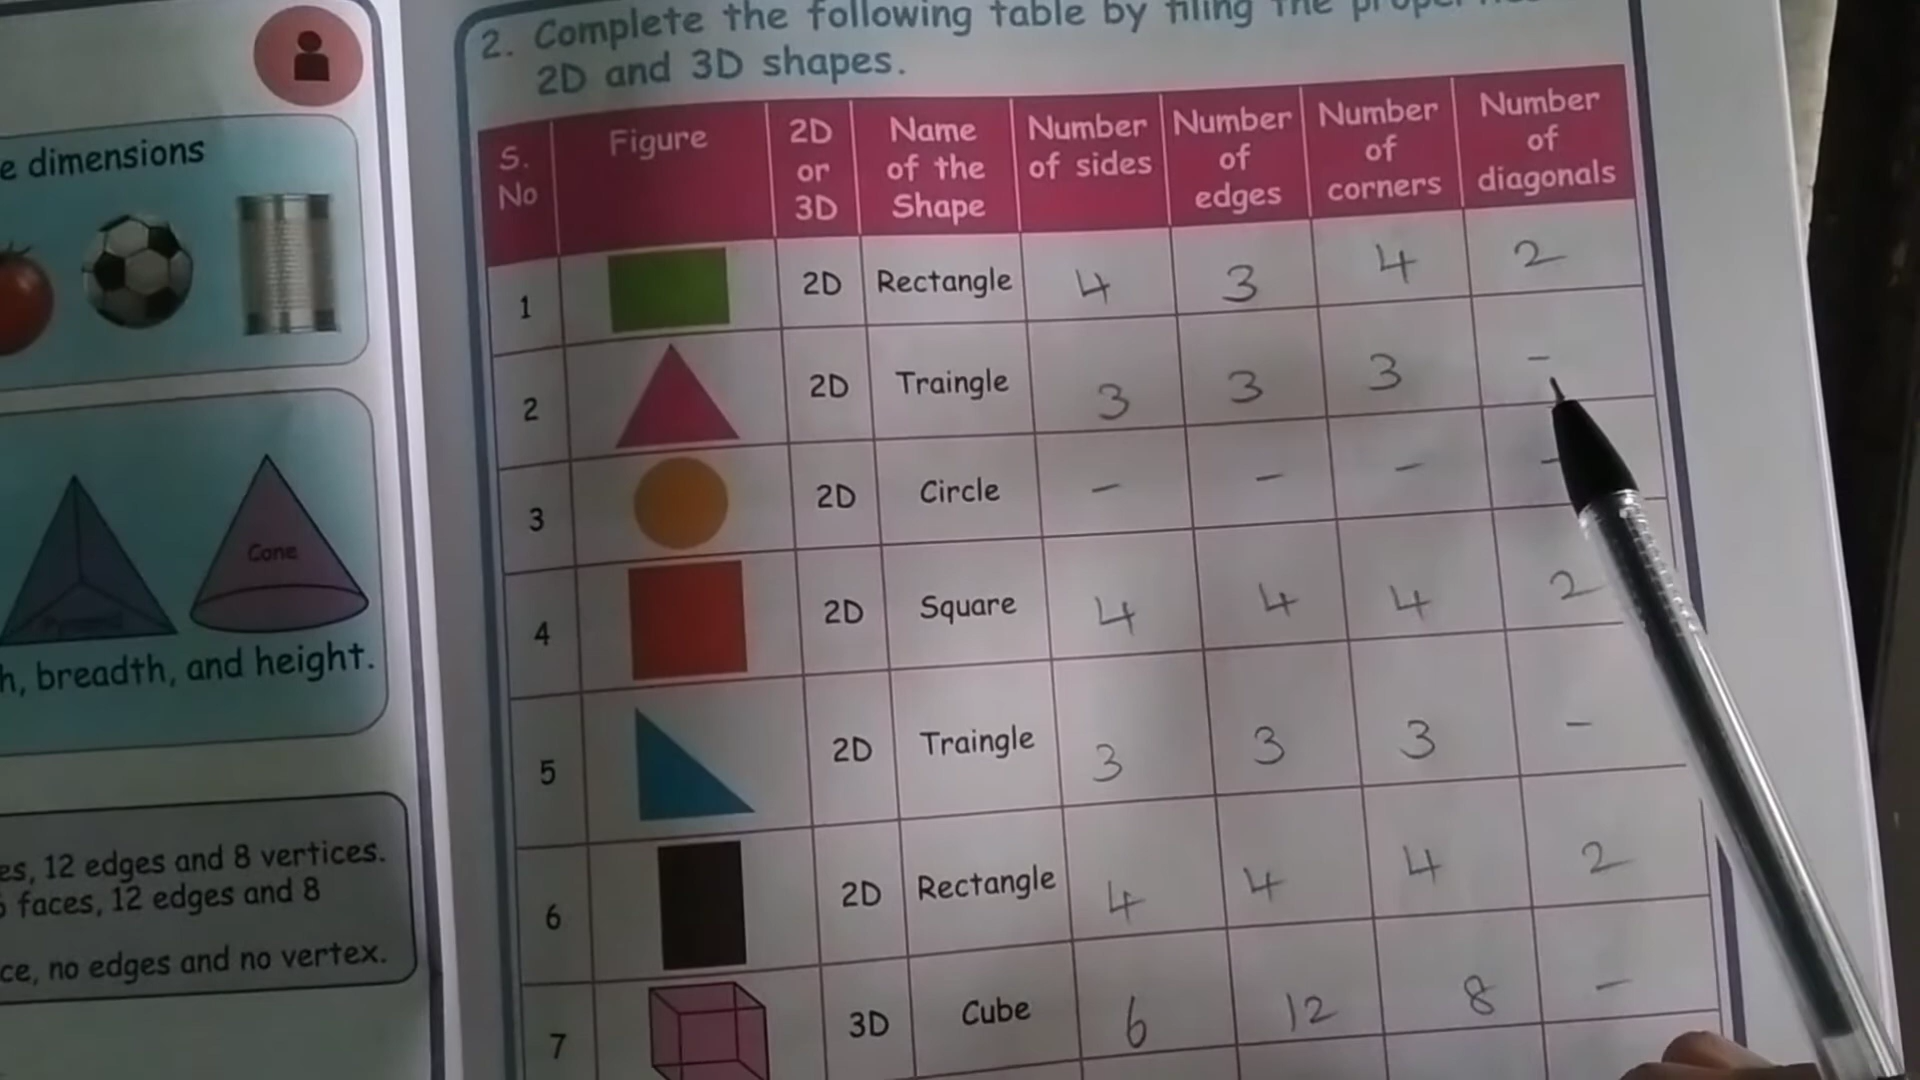 e dimensions
Cone
h, breadth, and height.
es, 12 edges and 8 vertices.
faces, 12 edges and 8
ce, no edges and no vertex.
2. Complete the following table by filing the
2D and 3D shapes.
S. No Figure 2D or 3D Name of the Shape Number of sides Number of edges Number of corners Number of diagonals
1 2D Rectangle 4 3 4 2
2 2D Traingle 3 3 3 -
3 2D Circle - - - -
4 2D Square 4 4 4 2
5 2D Traingle 3 3 3 -
6 2D Rectangle 4 4 4 2
7 3D Cube 6 12 8 -